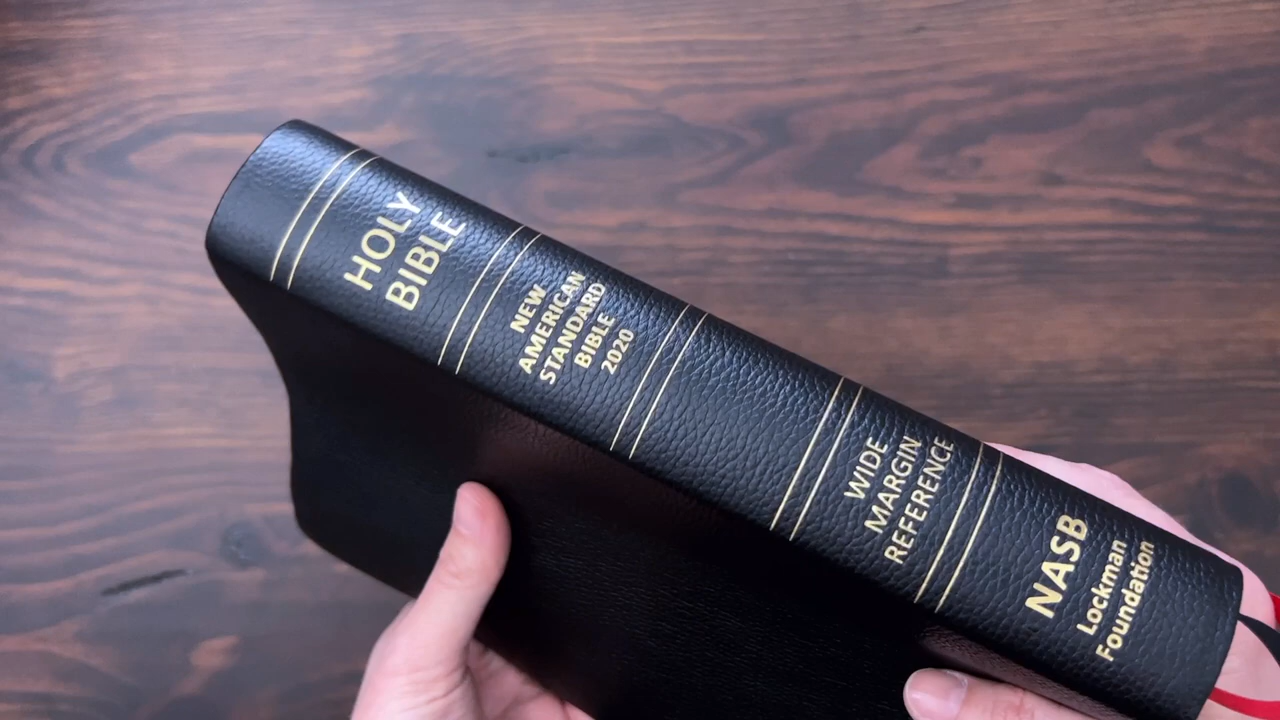 HOLY
BIBLE
NEW
AMERICAN
STANDARD
BIBLE
2020
WIDE
MARGIN
REFERENCE
NASB
Lockman
Foundation